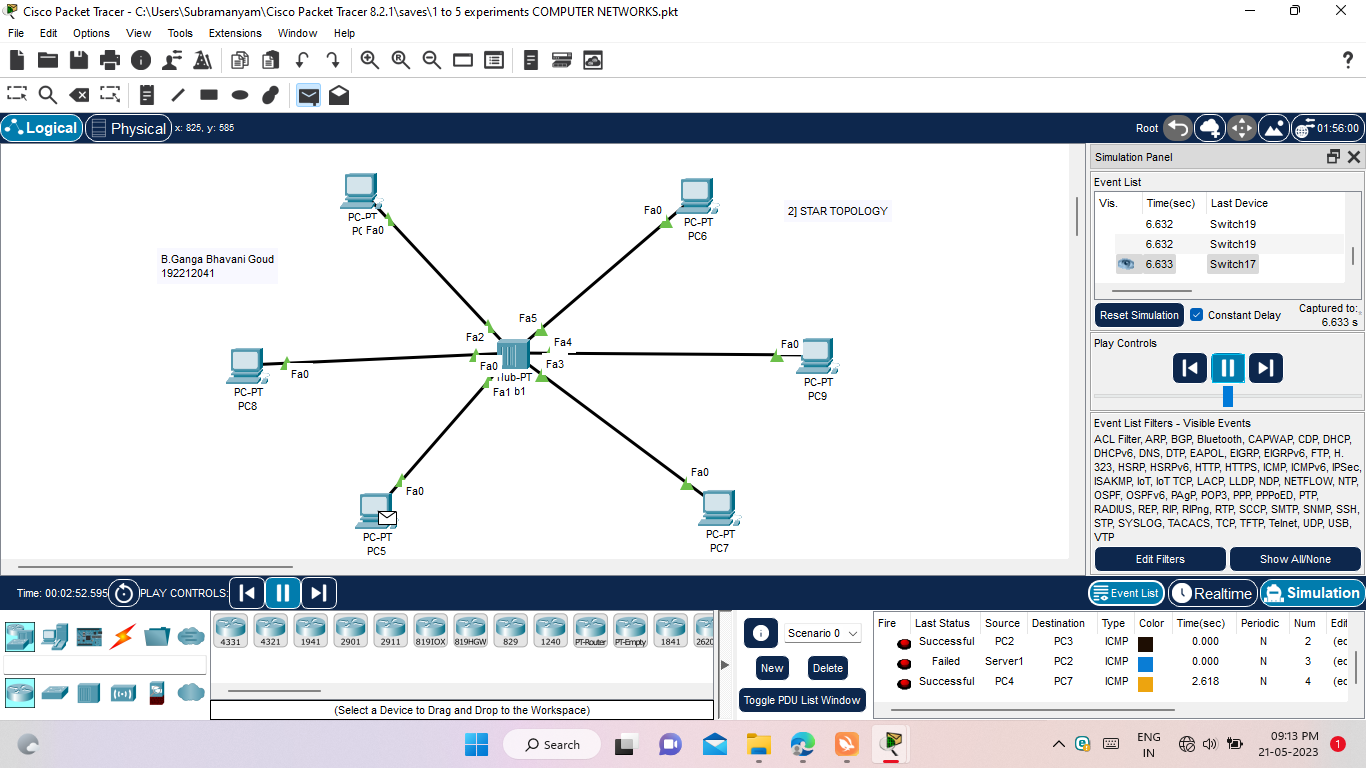 Cisco Packet Tracer - C:\Users\Subramanyam\Cisco Packet Tracer 8.2.1\saves\1 to 5 experiments COMPUTER NETWORKS.pkt
File Edit Options View Tools Extensions Window Help
Logical Physical x: 825, y: 585 Root 01:56:00
Simulation Panel
Event List
Vis. Time(sec) Last Device
6.632 Switch19
6.632 Switch19
6.633 Switch17
Reset Simulation Constant Delay Captured to:
6.633 s
Play Controls
Event List Filters - Visible Events
ACL Filter, ARP, BGP, Bluetooth, CAPWAP, CDP, DHCP,
DHCPv6, DNS, DTP, EAPOL, EIGRP, EIGRPv6, FTP, H.
323, HSRP, HSRPv6, HTTP, HTTPS, ICMP, ICMPv6, IPSec,
ISAKMP, IoT, IoT TCP, LACP, LLDP, NDP, NETFLOW, NTP,
OSPF, OSPFv6, PAgP, POP3, PPP, PPPoED, PTP,
RADIUS, REP, RIP, RIPng, RTP, SCCP, SMTP, SNMP, SSH,
STP, SYSLOG, TACACS, TCP, TFTP, Telnet, UDP, USB,
VTP
Edit Filters Show All/None
2] STAR TOPOLOGY
B.Ganga Bhavani Goud
192212041
PC-PT
Fa0
Fa0
PC-PT
PC6
Fa5
Fa2
Fa4
Fa0
Fa3
Hub-PT
Fa1 b1
Fa0
PC-PT
PC8
Fa0
PC-PT
PC9
Fa0
PC-PT
PC5
Fa0
PC-PT
PC7
Time: 00:02:52.595 PLAY CONTROLS: Event List Realtime Simulation
4331 4321 1941 2901 2911 819IOX 819HGW 829 1240 PT-Router PT-Empty 1841 2620
(Select a Device to Drag and Drop to the Workspace)
Scenario 0
New Delete
Toggle PDU List Window
Fire Last Status Source Destination Type Color Time(sec) Periodic Num Edit
Successful PC2 PC3 ICMP 0.000 N 2 (ec
Failed Server1 PC2 ICMP 0.000 N 3 (ec
Successful PC4 PC7 ICMP 2.618 N 4 (ec
Search
ENG
IN
09:13 PM
21-05-2023
1